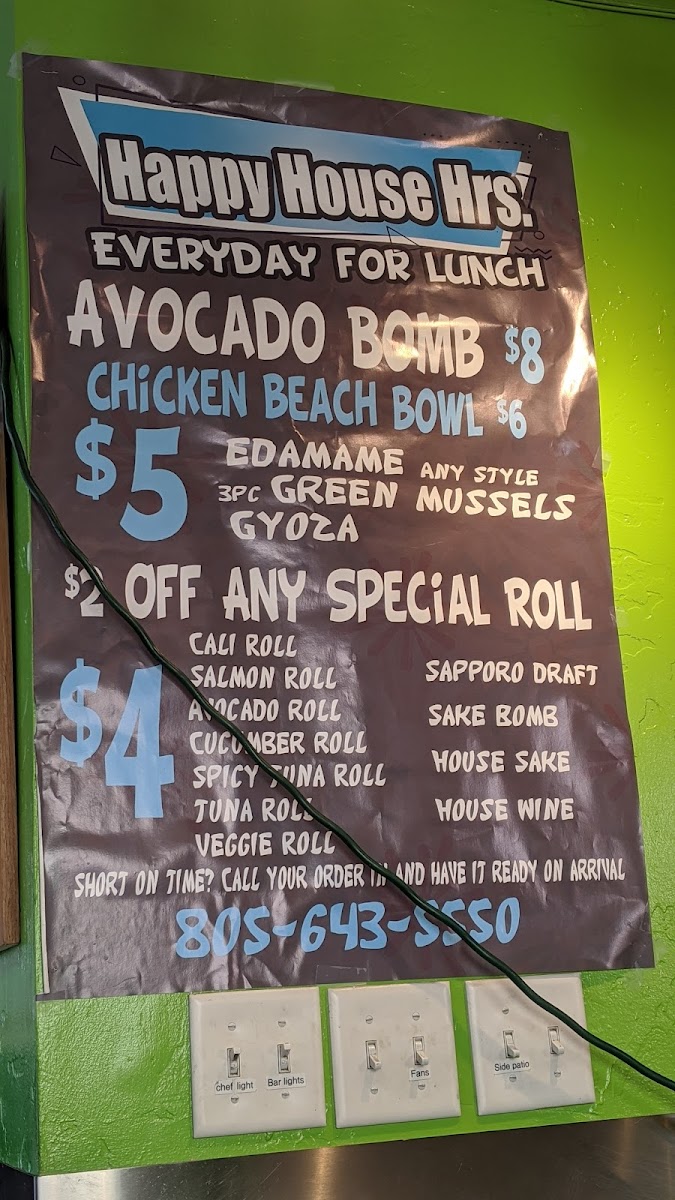 Happy House Hrs.
EVERYDAY FOR LUNCH
AVOCADO BOMB $8
CHiCKEN BEACH BOWL $6
$5
EDAMAME ANY STYLE
3PC GREEN MUSSELS
GYOZA
$2 OFF ANY SPECiAL ROLL
$4
CALI ROLL
SALMON ROLL
AVOCADO ROLL
CUCUMBER ROLL
SPICY TUNA ROLL
TUNA ROLL
VEGGIE ROLL
SAPPORO DRAFT
SAKE BOMB
HOUSE SAKE
HOUSE WINE
SHORT ON TIME? CALL YOUR ORDER IN AND HAVE IT READY ON ARRIVAL
805-643-5550
chef light Bar lights
Fans
Side patio